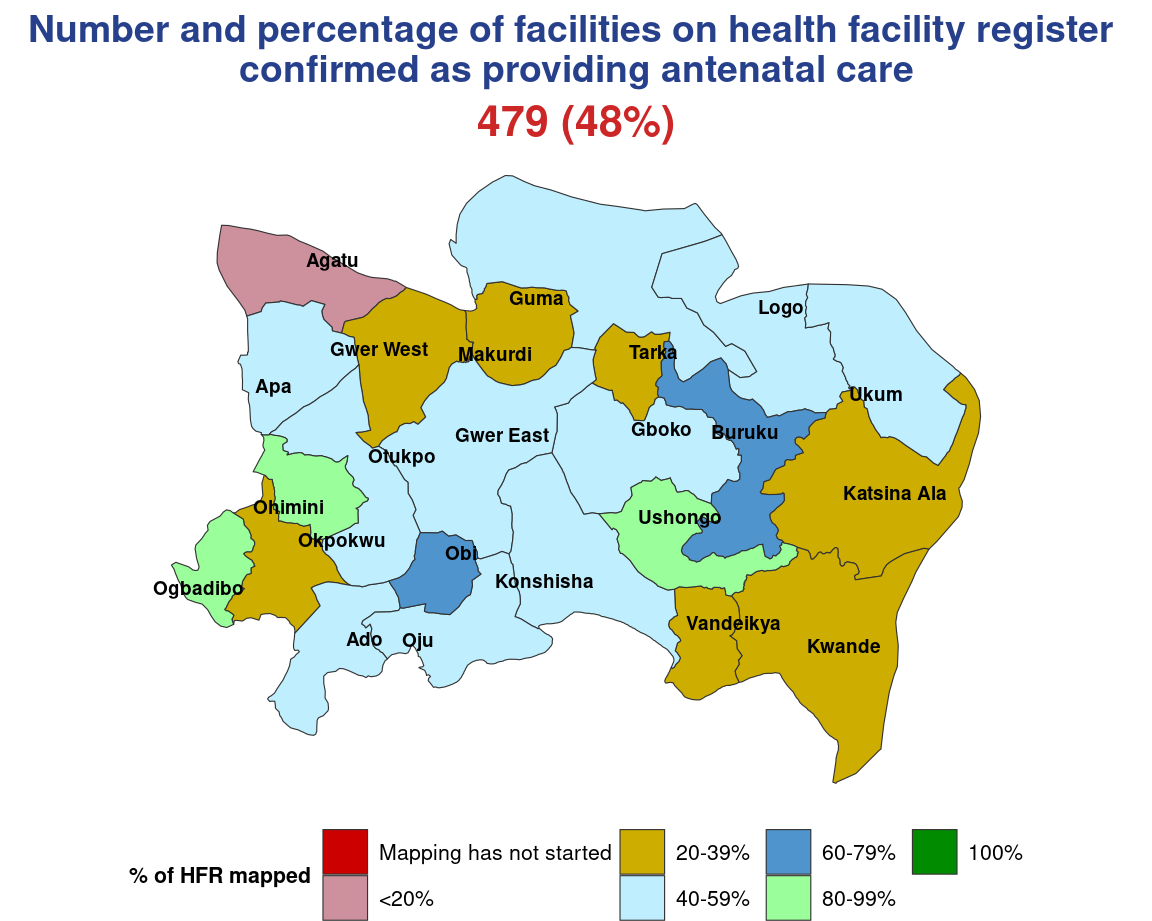 Number and percentage of facilities on health facility register
confirmed as providing antenatal care
479 (48%)
Agatu
Guma
Logo
Gwer West
Makurdi
Tarka
Apa
Ukum
Gboko
Buruku
Gwer East
Otukpo
Katsina Ala
Ohimini
Ushongo
Okpokwu
Obi
Konshisha
Ogbadibo
Vandeikya
Ado
Oju
Kwande
% of HFR mapped
Mapping has not started
<20%
20-39%
40-59%
60-79%
80-99%
100%